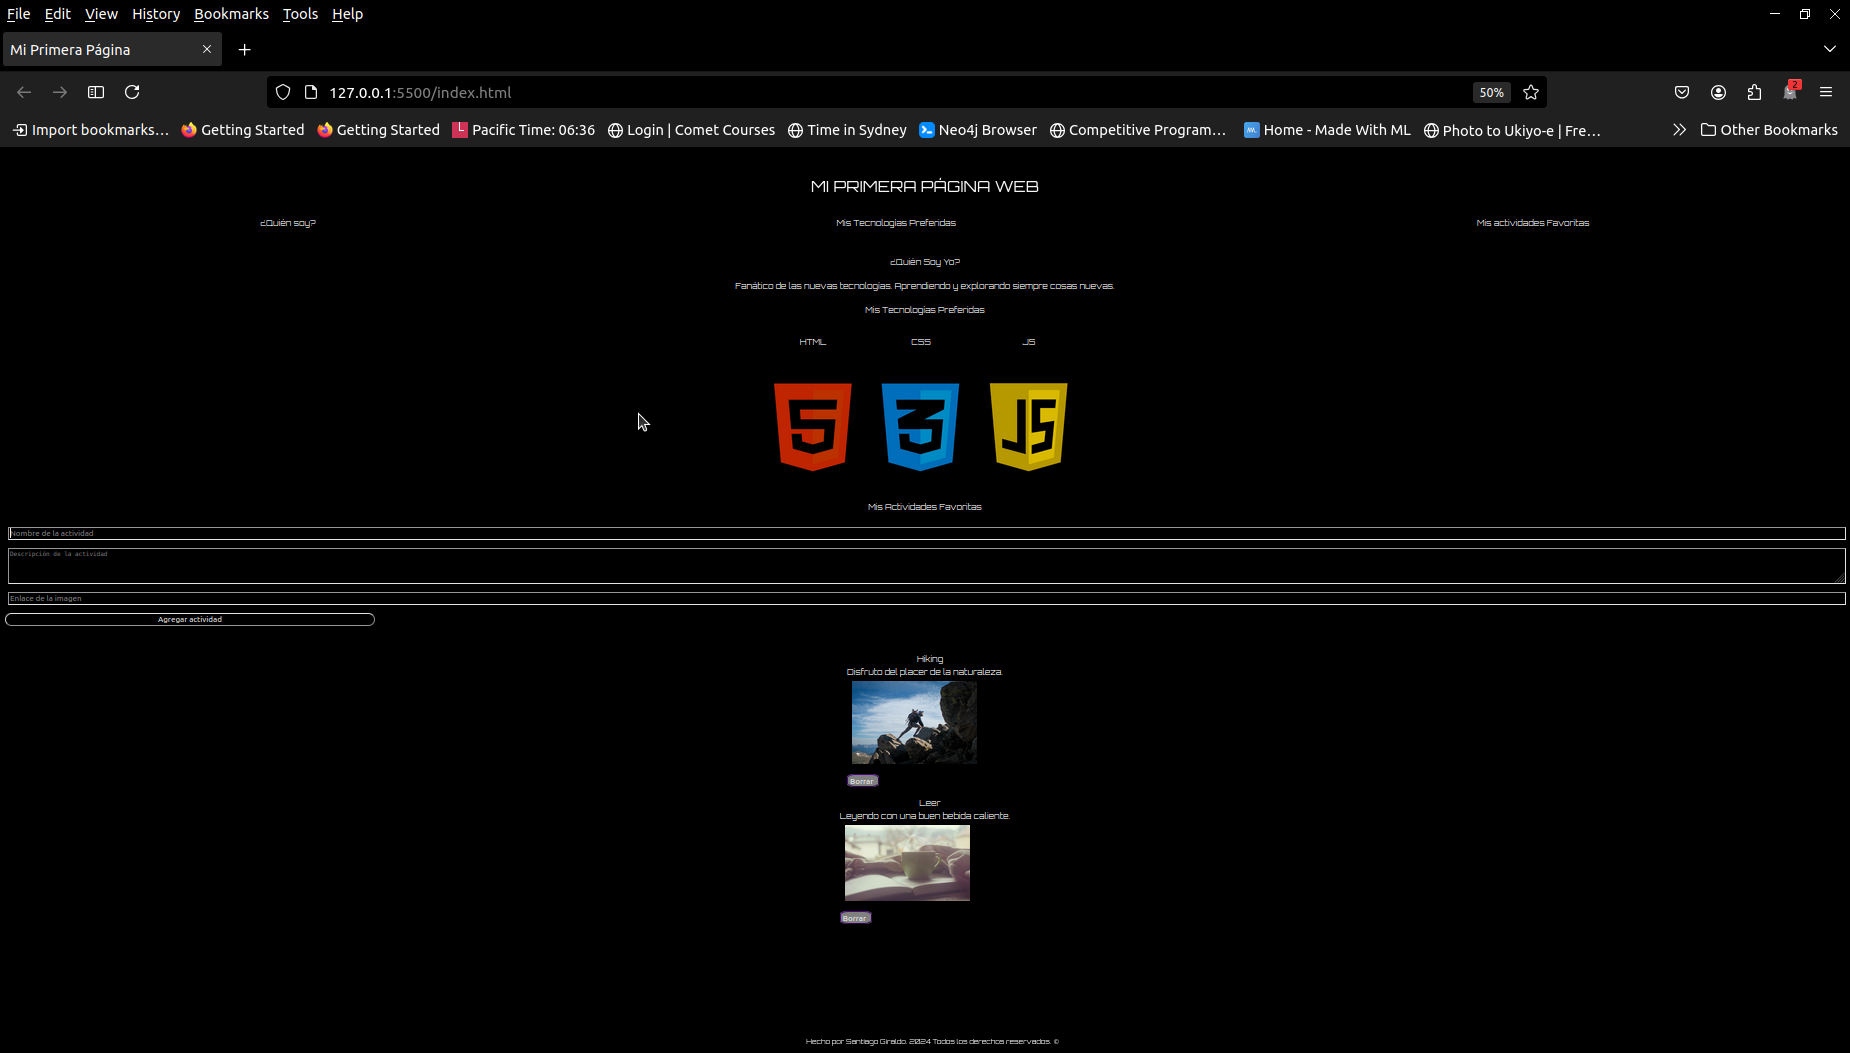 File Edit View History Bookmarks Tools Help
Mi Primera Página
127.0.0.1:5500/index.html 50% 2
Import bookmarks... Getting Started Getting Started Pacific Time: 06:36 Login | Comet Courses Time in Sydney Neo4j Browser Competitive Program... Home - Made With ML Photo to Ukiyo-e | Fre... Other Bookmarks
MI PRIMERA PÁGINA WEB
¿Quién soy? Mis Tecnologías Preferidas Mis actividades Favoritas
¿Quién Soy Yo?
Fanático de las nuevas tecnologías. Aprendiendo y explorando siempre cosas nuevas.
Mis Tecnologías Preferidas
HTML CSS JS
5 3 JS
Mis Actividades Favoritas
Nombre de la actividad
Descripción de la actividad
Enlace de la imagen
Agregar actividad
Hiking
Disfruto del placer de la naturaleza.
Borrar
Leer
Leyendo con una buen bebida caliente.
Borrar
Hecho por Santiago Giraldo. 2024 Todos los derechos reservados. ©